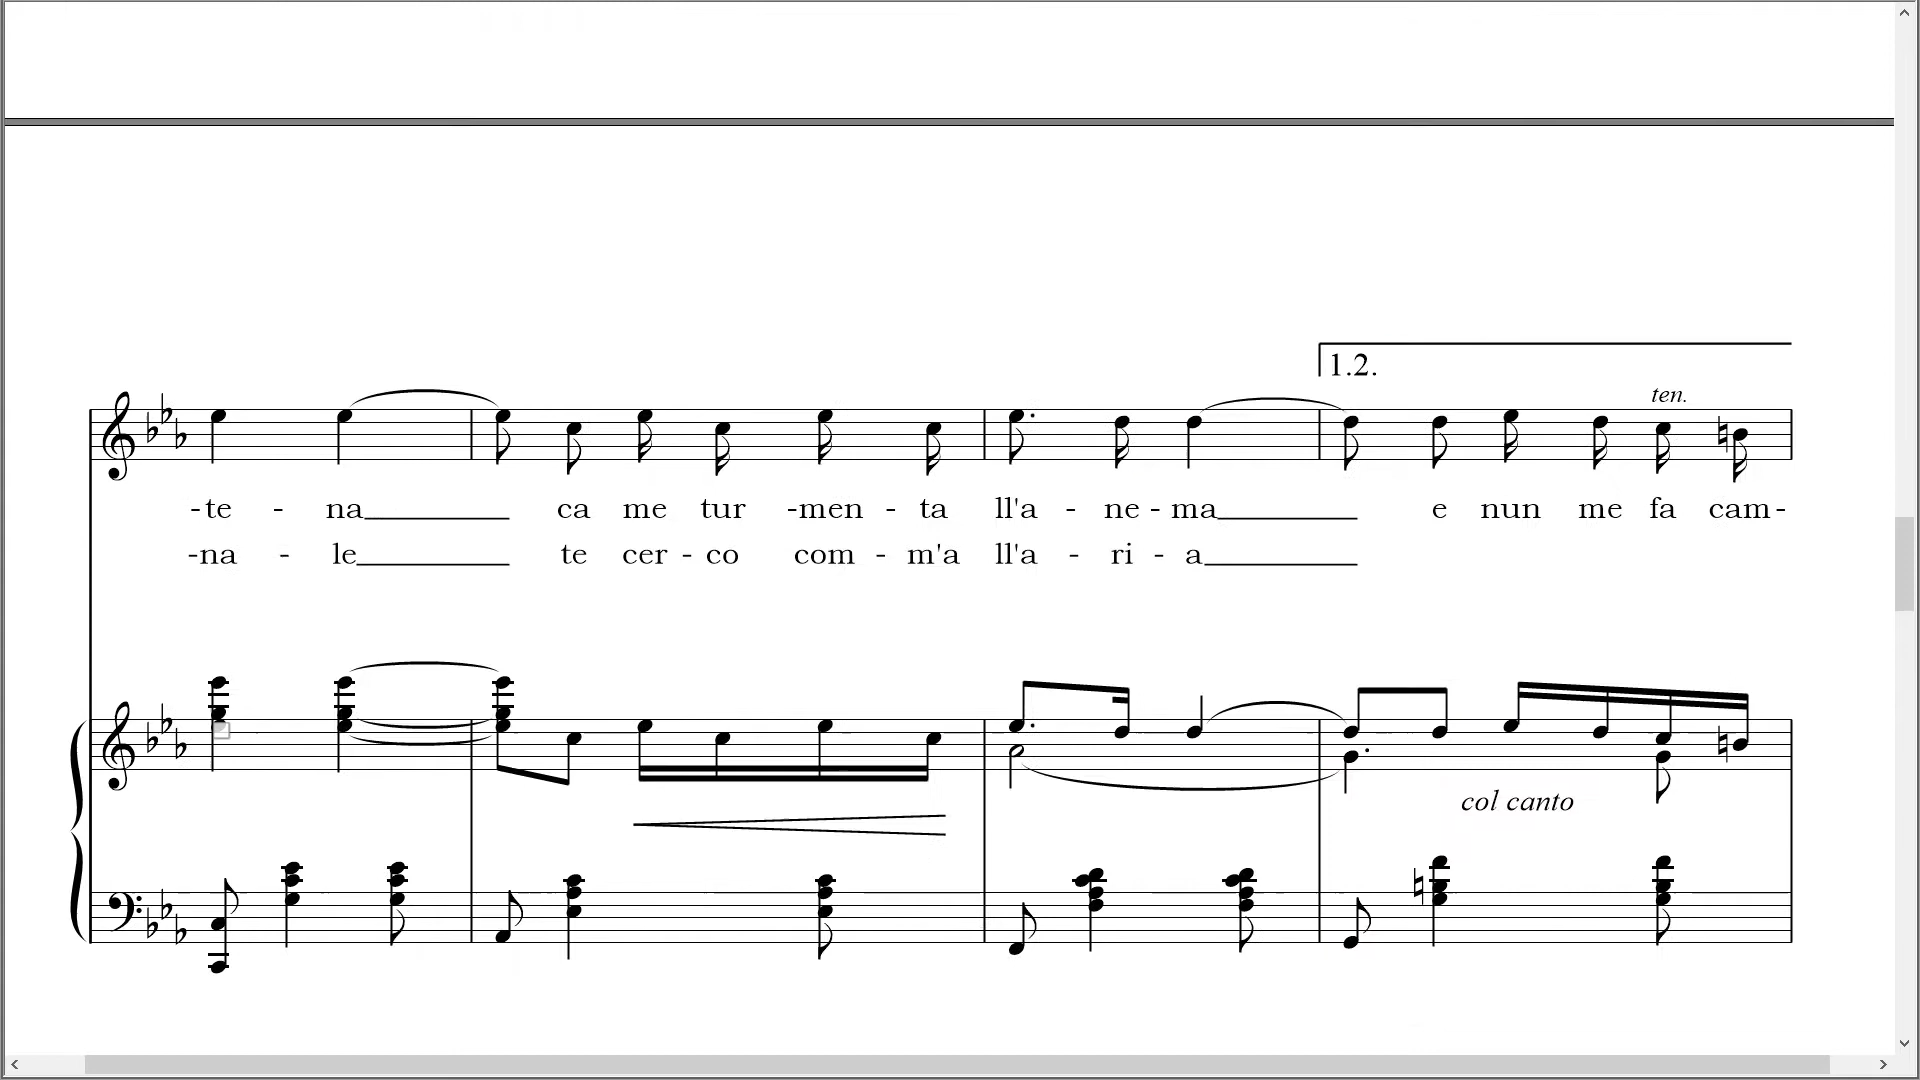 1.2.
ten.
-te - na ca me tur -men - ta ll'a - ne - ma e nun me fa cam-
-na - le te cer - co com - m'a ll'a - ri - a
col canto